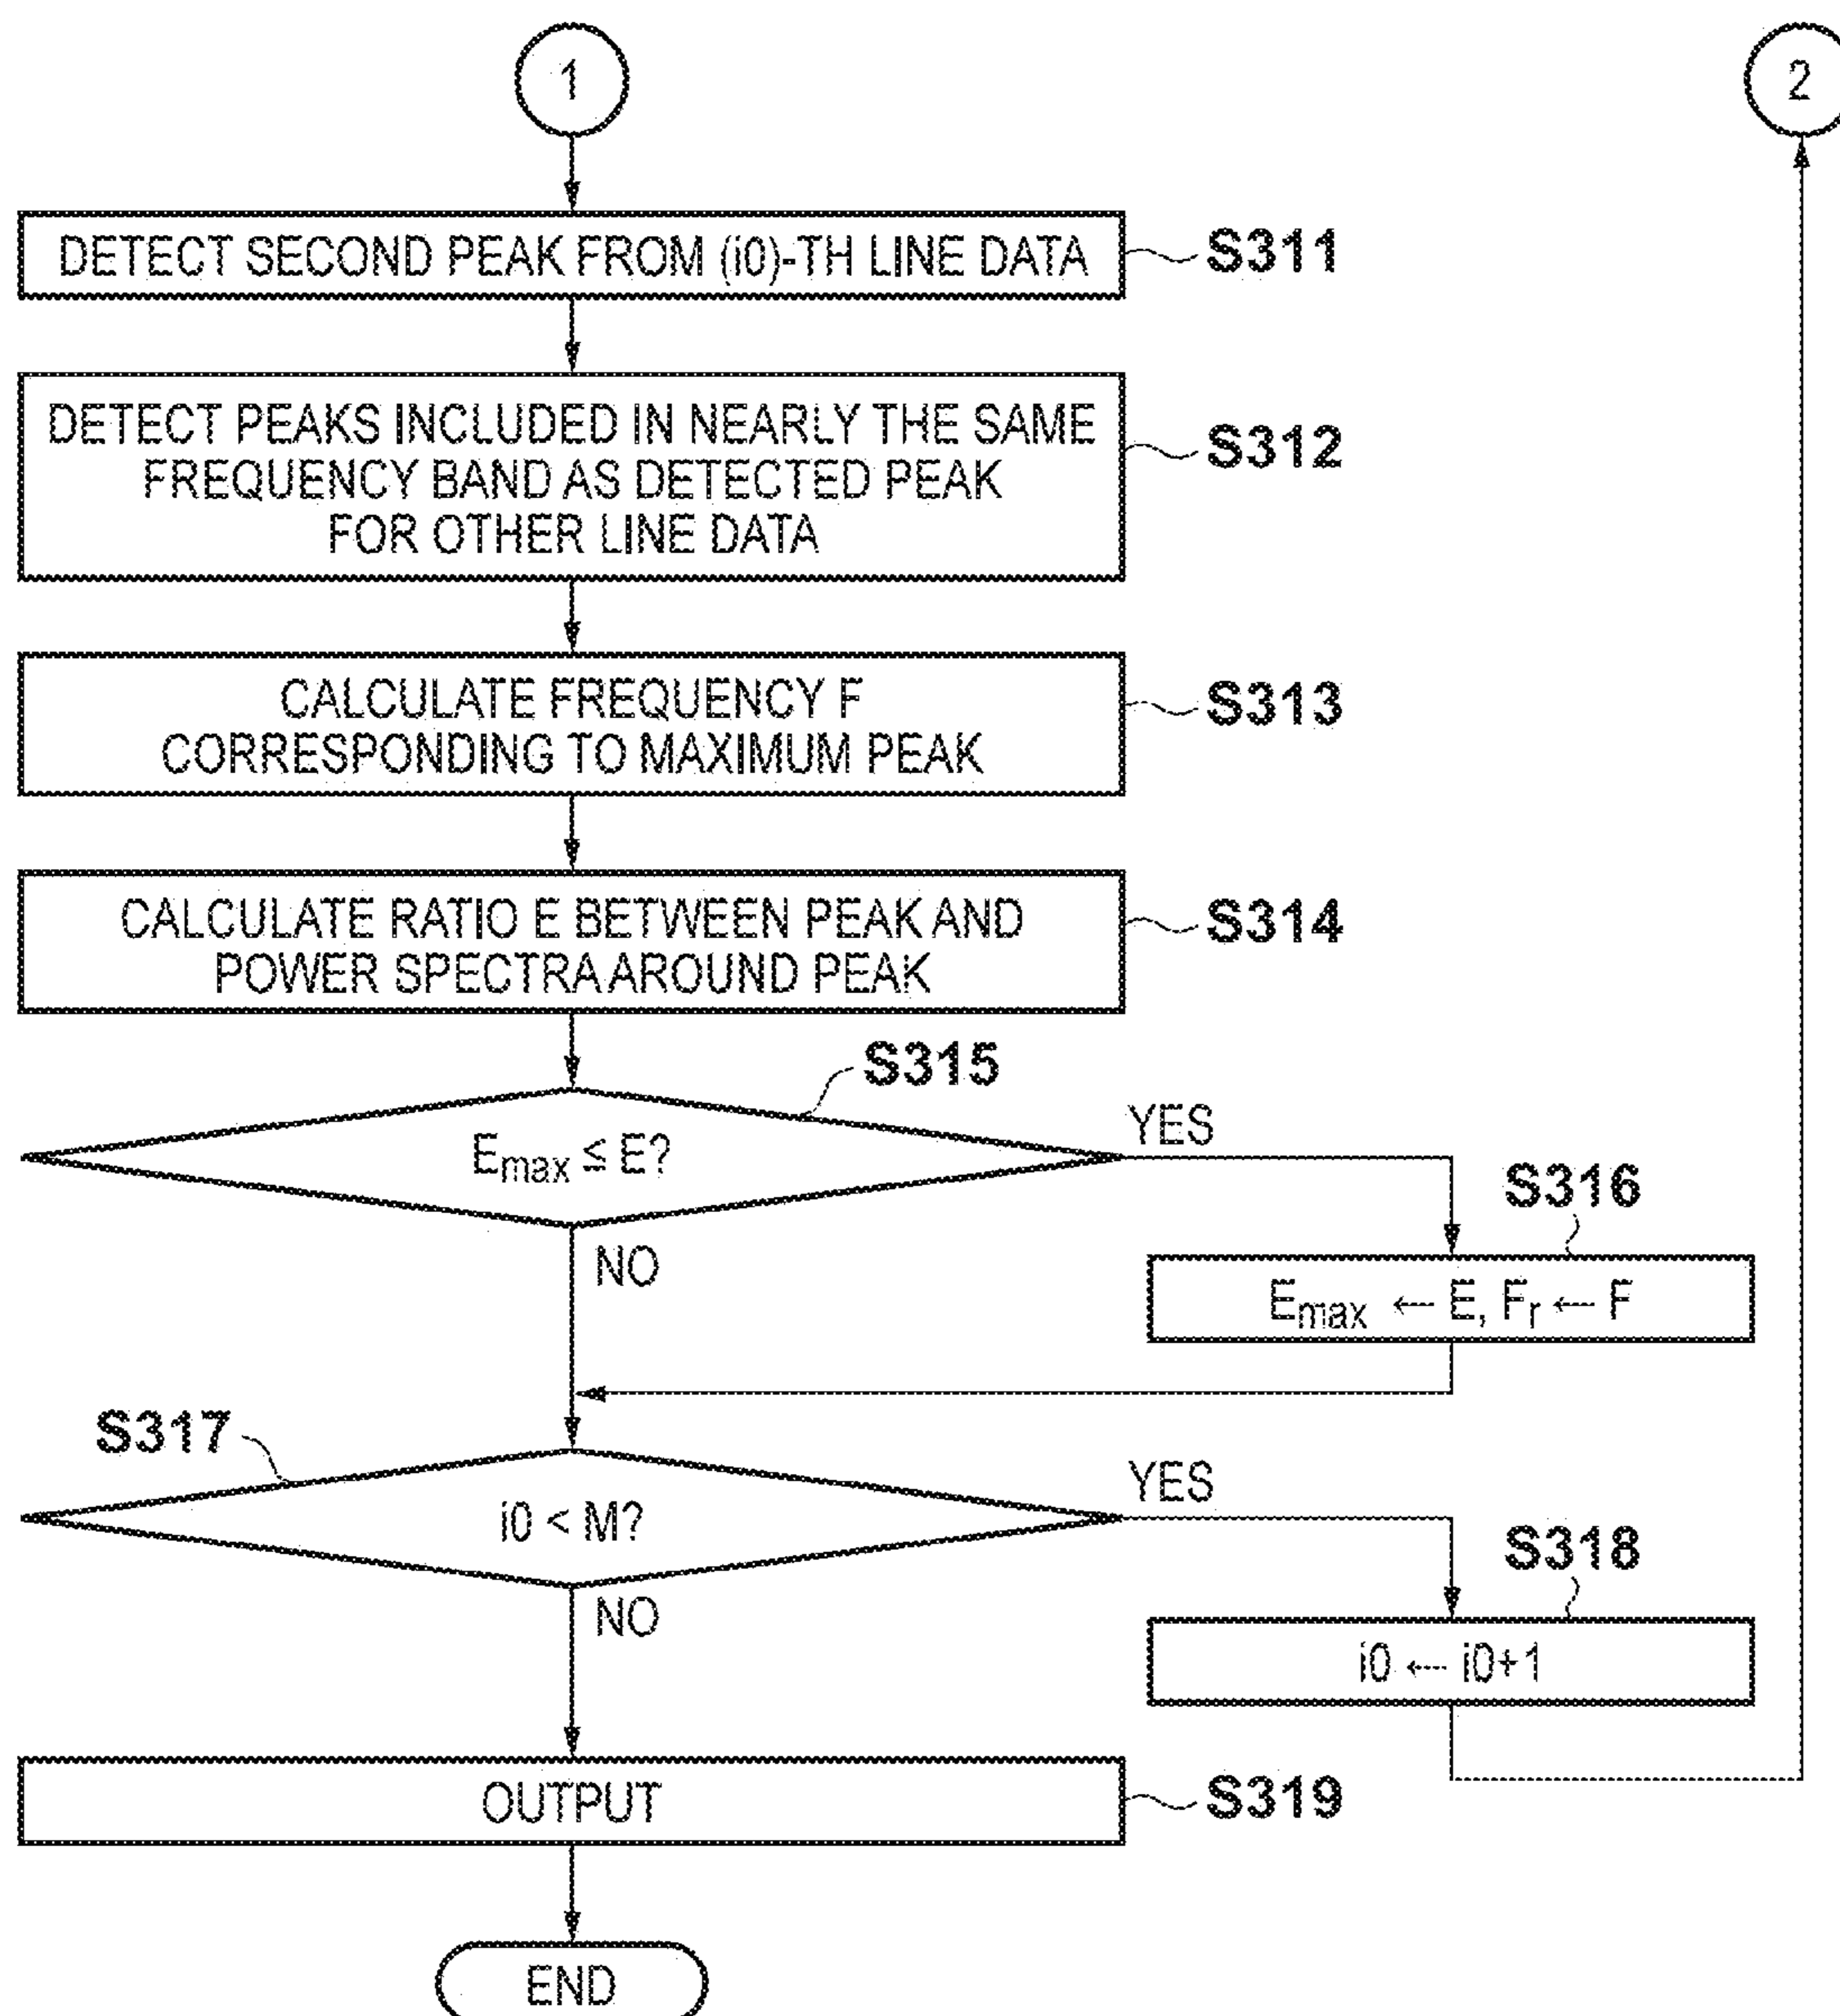 1
2
DETECT SECOND PEAK FROM (i0)-TH LINE DATA
S311
DETECT PEAKS INCLUDED IN NEARLY THE SAME
FREQUENCY BAND AS DETECTED PEAK
FOR OTHER LINE DATA
S312
CALCULATE FREQUENCY F
CORRESPONDING TO MAXIMUM PEAK
S313
CALCULATE RATIO E BETWEEN PEAK AND
POWER SPECTRA AROUND PEAK
S314
S315
Emax ≦ E?
YES
NO
S316
Emax ← E, Fr ← F
S317
i0 < M?
YES
NO
S318
i0 ← i0+1
OUTPUT
S319
END